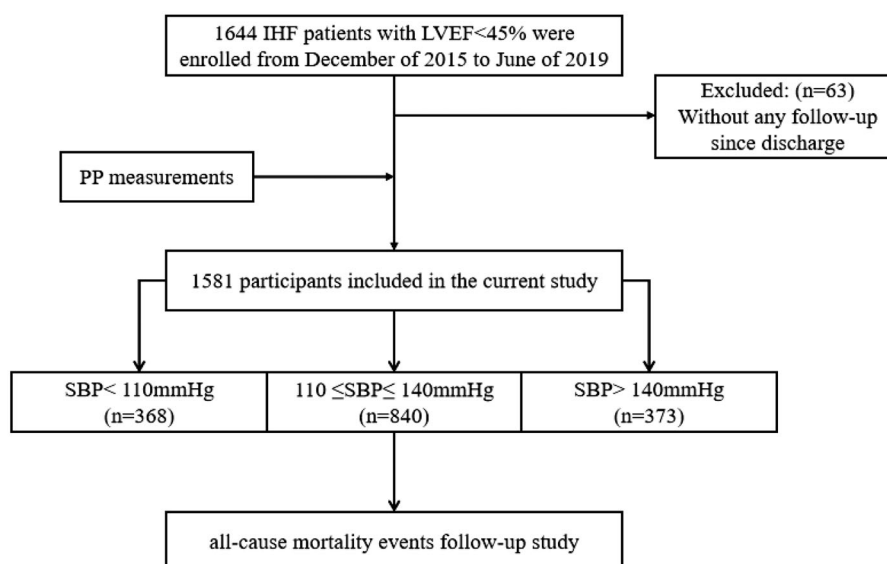 1644 IHF patients with LVEF<45% were
enrolled from December of 2015 to June of 2019
Excluded: (n=63)
Without any follow-up
since discharge
PP measurements
1581 participants included in the current study
SBP< 110mmHg
(n=368)
110 ≤SBP≤ 140mmHg
(n=840)
SBP> 140mmHg
(n=373)
all-cause mortality events follow-up study